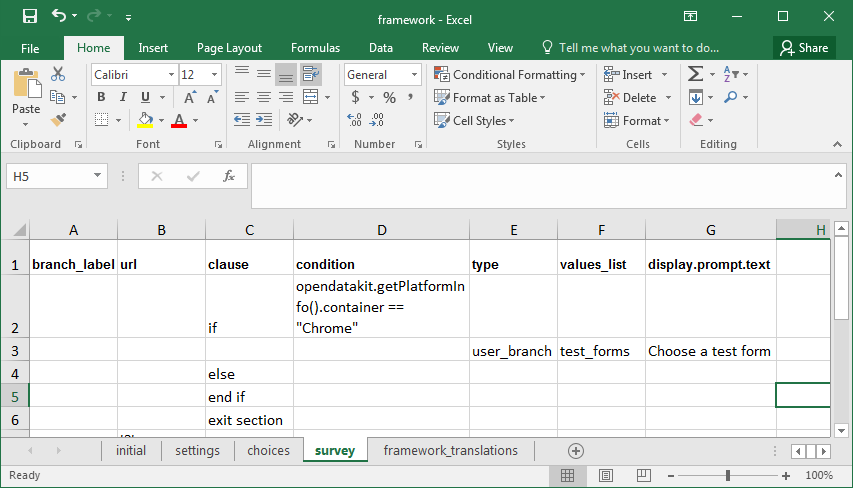 framework - Excel
File Home Insert Page Layout Formulas Data Review View Tell me what you want to do... Share
Calibri 12 General Conditional Formatting Insert
Paste B I U A A $ % , Format as Table Delete
A .00 Cell Styles Format
Clipboard Font Alignment Number Styles Cells Editing
H5 fx
A B C D E F G H
1 branch_label url clause condition type values_list display.prompt.text
opendatakit.getPlatformIn
fo().container ==
2 if "Chrome"
3 user_branch test_forms Choose a test form
4 else
5 end if
6 exit section
initial settings choices survey framework_translations
Ready 100%